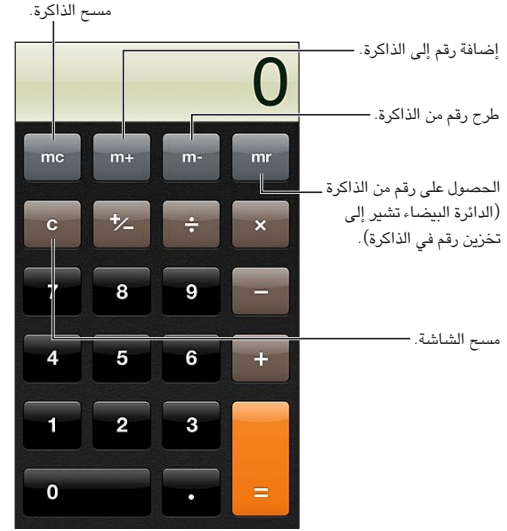 مسح الذاكرة.
0
إضافة رقم إلى الذاكرة.
طرح رقم من الذاكرة.
mc m+ m- mr
الحصول على رقم من الذاكرة
(الدائرة البيضاء تشير إلى
تخزين رقم في الذاكرة).
c +/− ÷ ×
7 8 9 −
مسح الشاشة.
4 5 6 +
1 2 3
0 . =